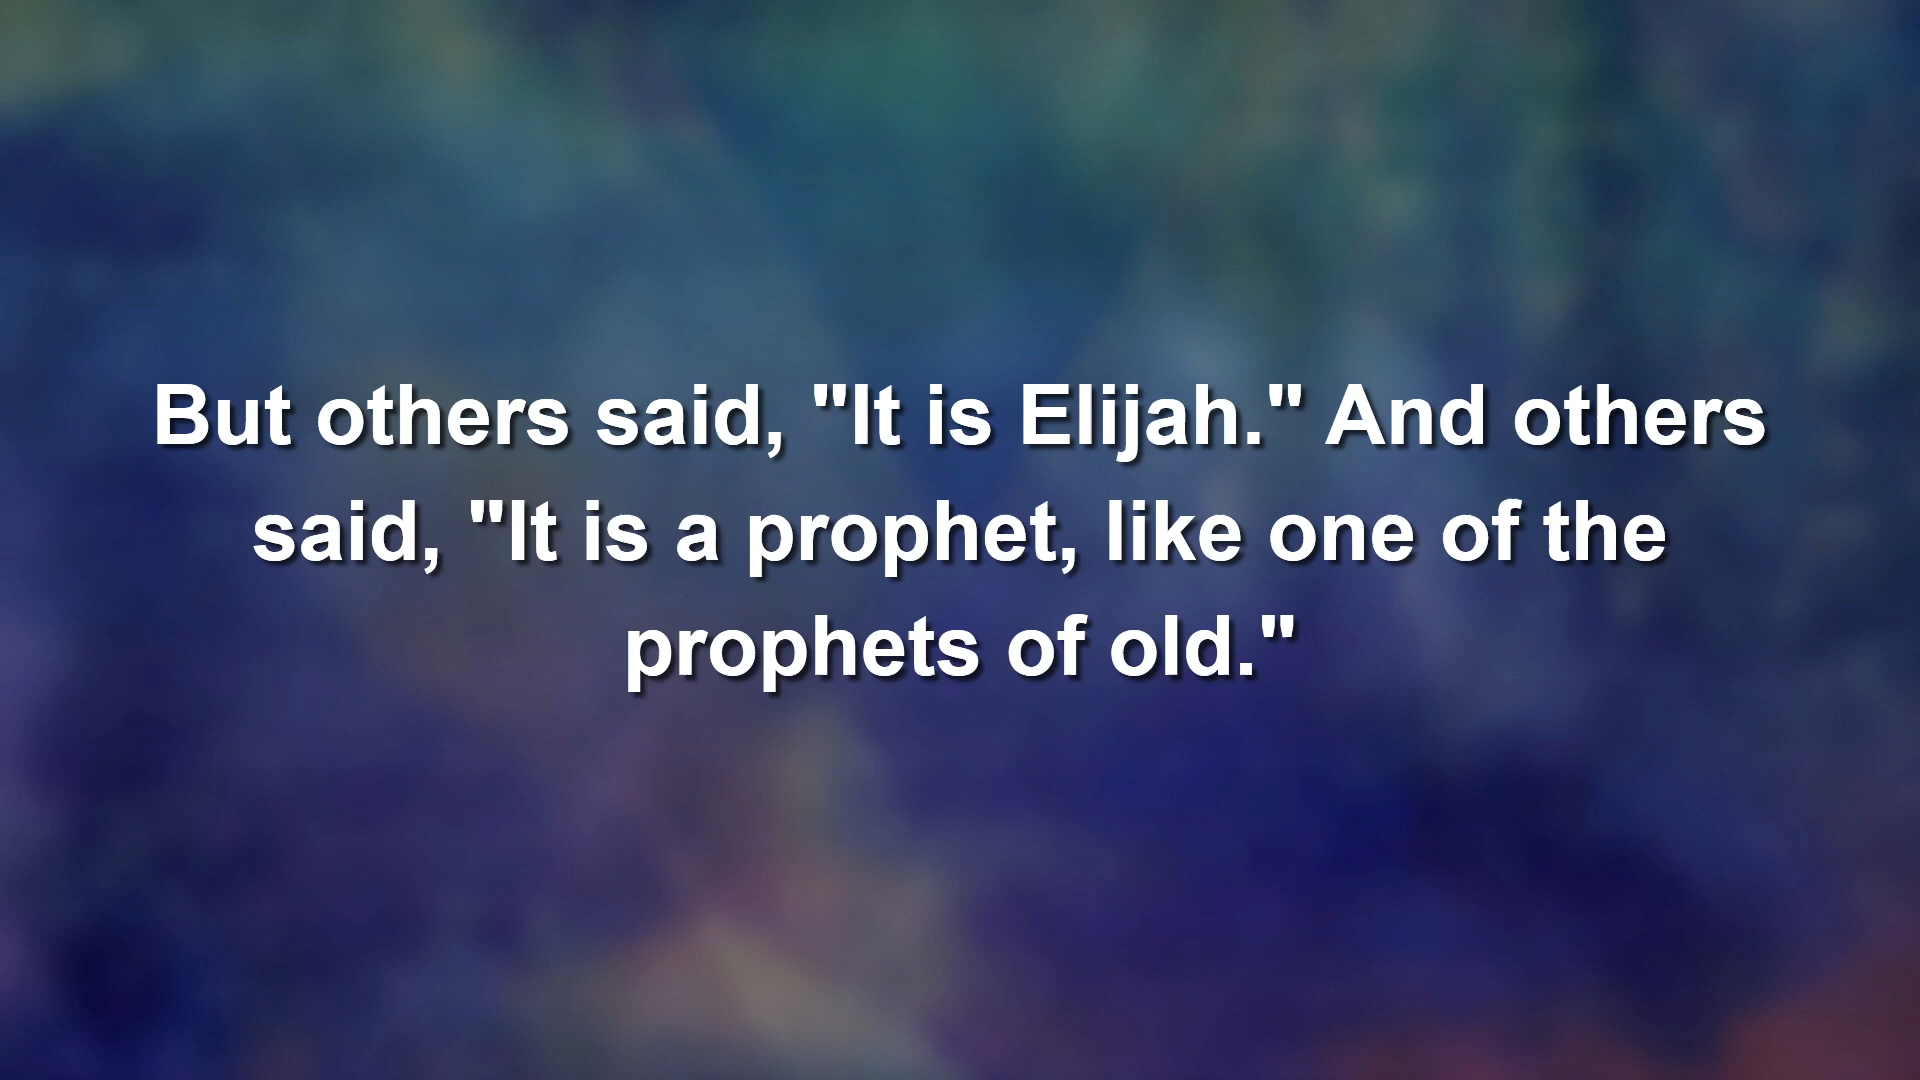 But others said, "It is Elijah." And others
said, "It is a prophet, like one of the
prophets of old."